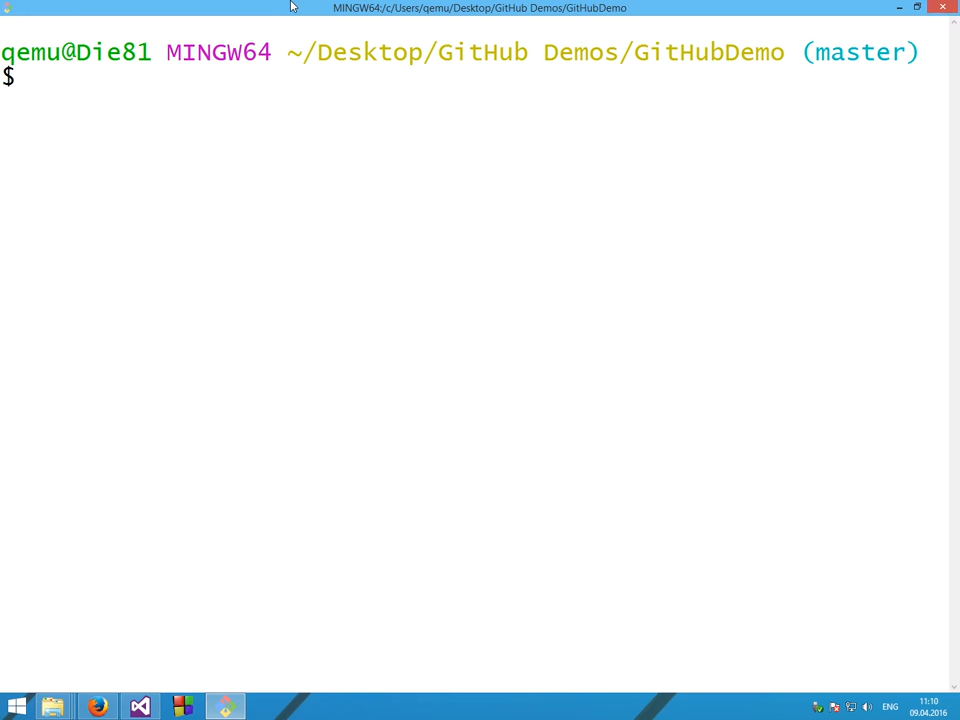 MINGW64:/c/Users/qemu/Desktop/GitHub Demos/GitHubDemo
qemu@Die81 MINGW64 ~/Desktop/GitHub Demos/GitHubDemo (master)
$
ENG
11:10
09.04.2016